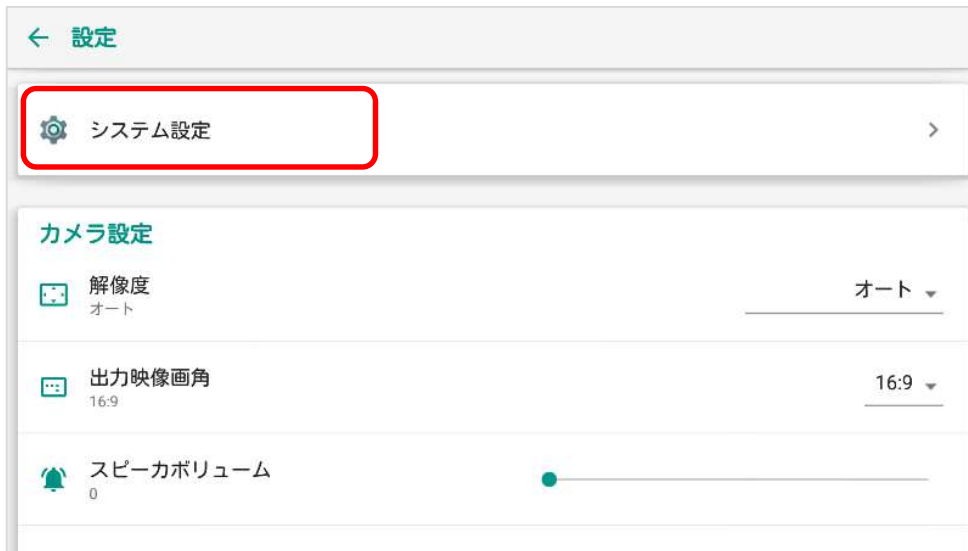 設定
システム設定
カメラ設定
解像度
オート
オート
出力映像画角
16:9
16:9
スピーカボリューム
0